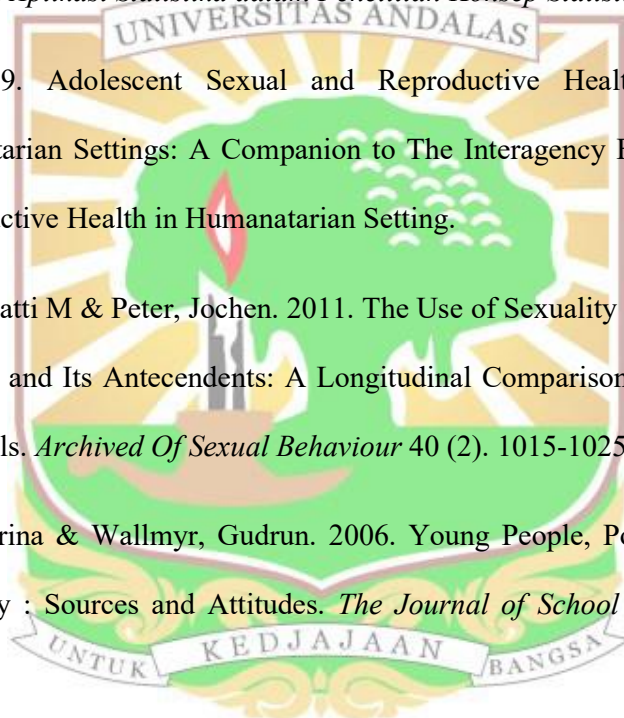 Aplikasi Statistika dalam Penelitian Konsep Statis
UNIVERSITAS ANDALAS
9. Adolescent Sexual and Reproductive Healt
tarian Settings: A Companion to The Interagency F
ctive Health in Humanatarian Setting.
atti M & Peter, Jochen. 2011. The Use of Sexuality
and Its Antecendents: A Longitudinal Comparison
ls. Archived Of Sexual Behaviour 40 (2). 1015-1025
rina & Wallmyr, Gudrun. 2006. Young People, Po
y : Sources and Attitudes. The Journal of School
UNTUK KEDJAJAAN BANGSA